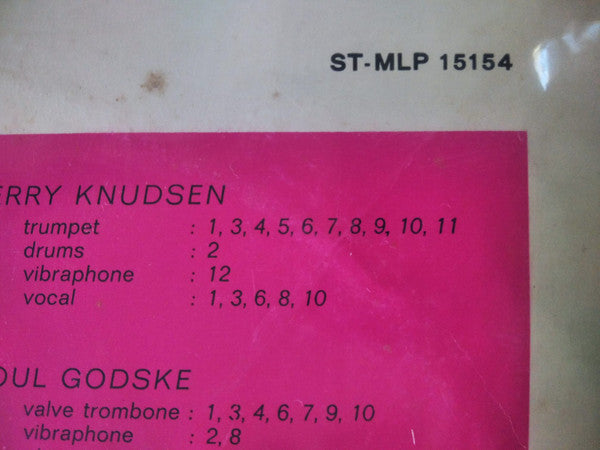 ST-MLP 15154
ERRY KNUDSEN
trumpet : 1, 3, 4, 5, 6, 7, 8, 9, 10, 11
drums : 2
vibraphone : 12
vocal : 1, 3, 6, 8, 10
OUL GODSKE
valve trombone : 1, 3, 4, 6, 7, 9, 10
vibraphone : 2, 8